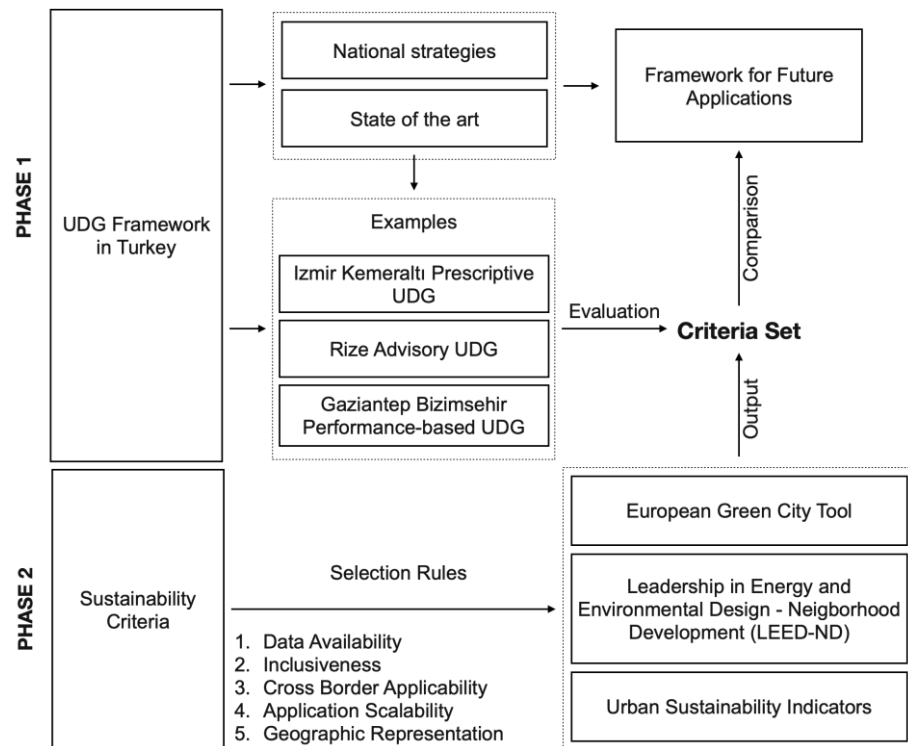 PHASE 1
UDG Framework
in Turkey
National strategies
State of the art
Framework for Future
Applications
Examples
Izmir Kemeraltı Prescriptive
UDG
Rize Advisory UDG
Gaziantep Bizimsehir
Performance-based UDG
Evaluation
Criteria Set
Comparison
Output
PHASE 2
Sustainability
Criteria
Selection Rules
1. Data Availability
2. Inclusiveness
3. Cross Border Applicability
4. Application Scalability
5. Geographic Representation
European Green City Tool
Leadership in Energy and
Environmental Design - Neigborhood
Development (LEED-ND)
Urban Sustainability Indicators